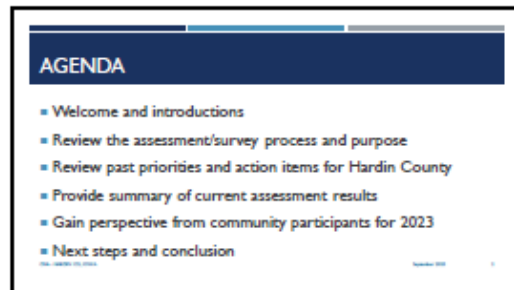 AGENDA
Welcome and introductions
Review the assessment/survey process and purpose
Review past priorities and action items for Hardin County
Provide summary of current assessment results
Gain perspective from community participants for 2023
Next steps and conclusion